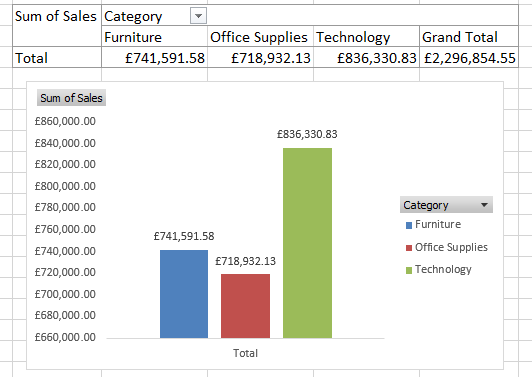 Sum of Sales Category
Furniture Office Supplies Technology Grand Total
Total £741,591.58 £718,932.13 £836,330.83 £2,296,854.55
Sum of Sales
£860,000.00
£840,000.00
£820,000.00
£800,000.00
£780,000.00
£760,000.00
£740,000.00
£720,000.00
£700,000.00
£680,000.00
£660,000.00
£741,591.58
£718,932.13
£836,330.83
Total
Category
Furniture
Office Supplies
Technology